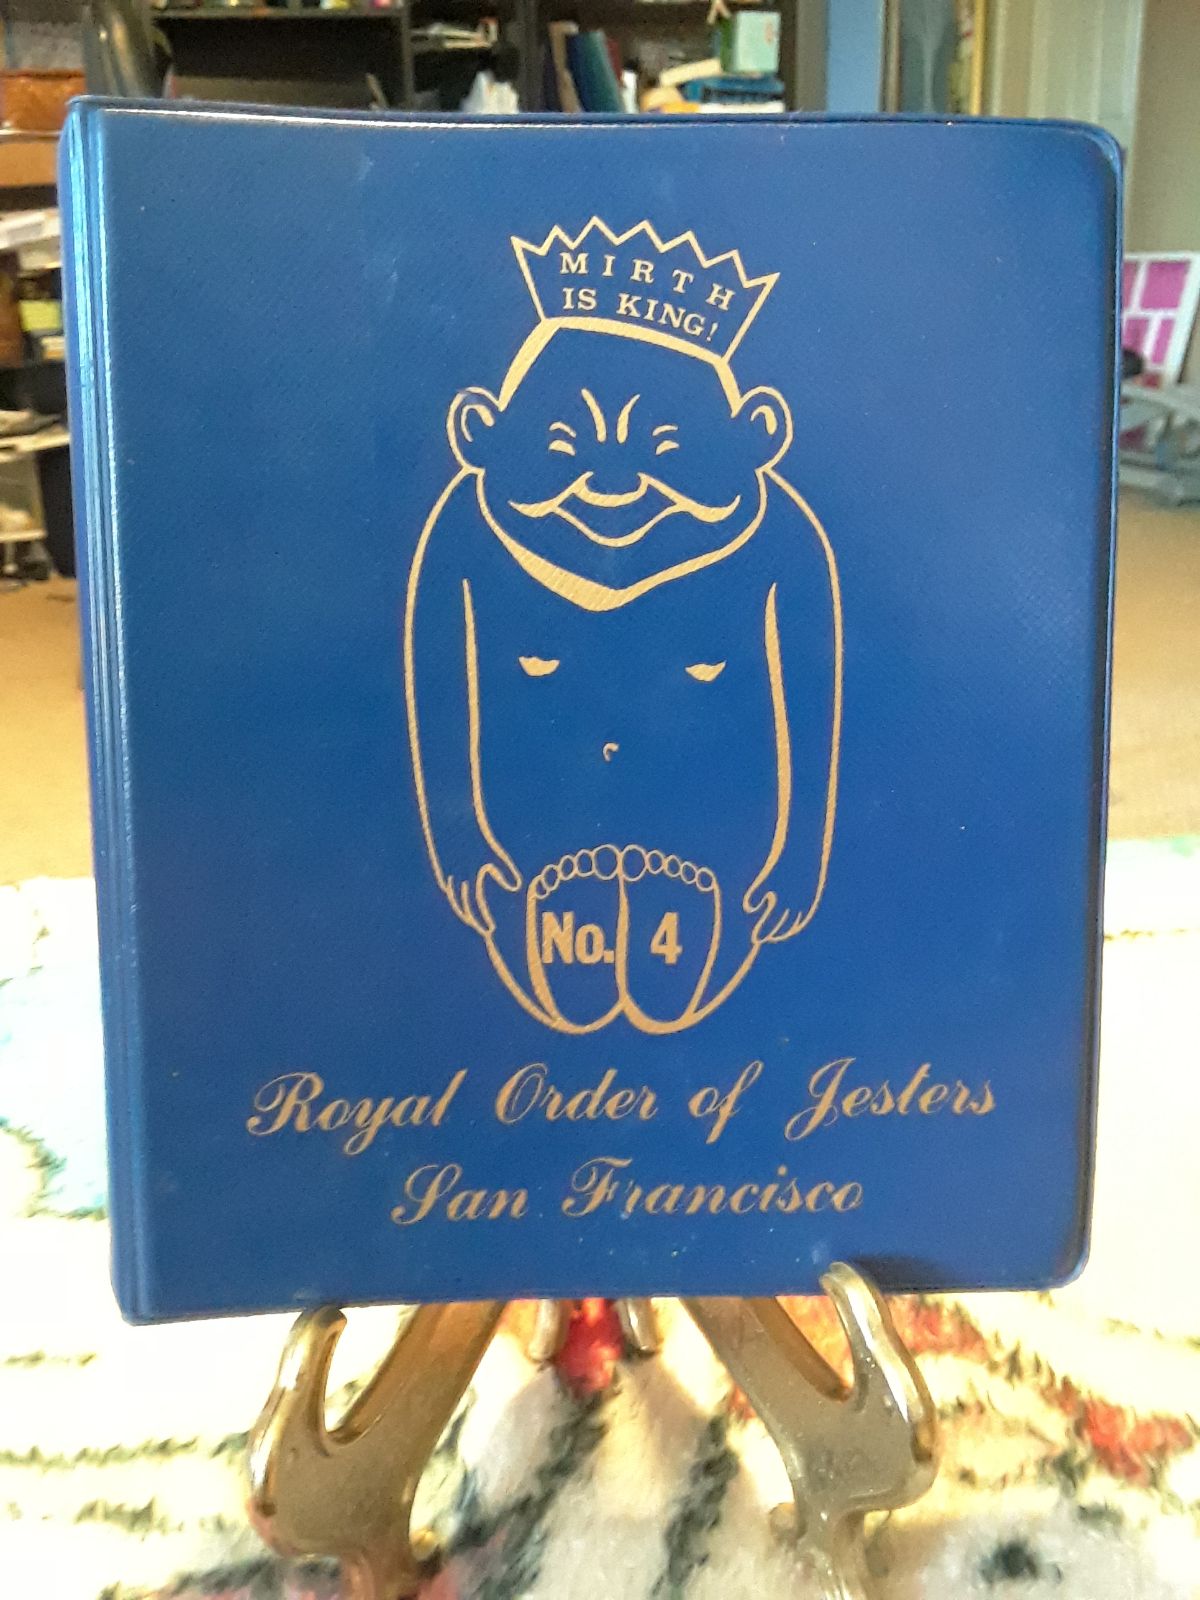 MIRTH
IS KING!
No. 4
Royal Order of Jesters
San Francisco